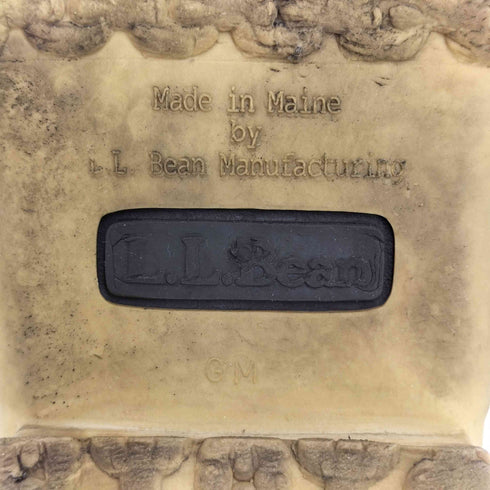 Made in Maine
by
L.L. Bean Manufacturing
L.L.Bean
GM